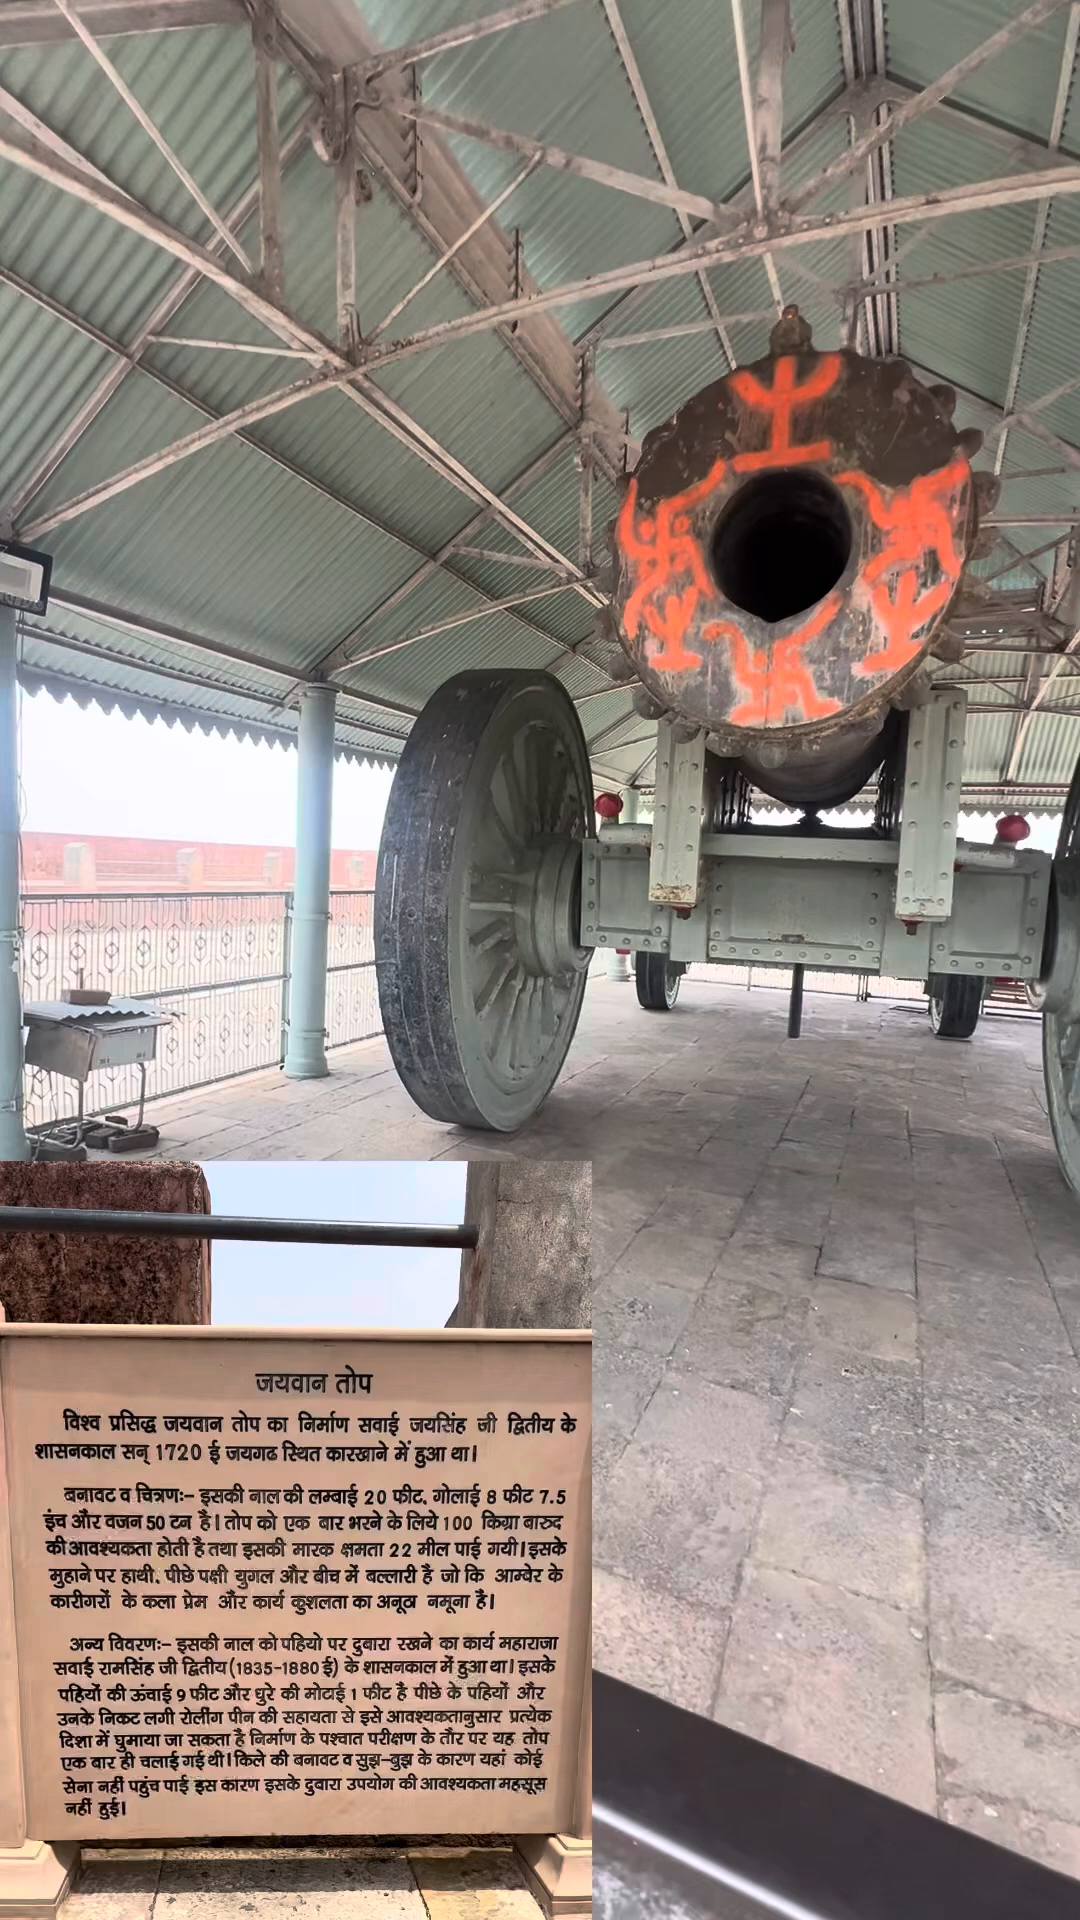 जयवान तोप
विश्व प्रसिद्ध जयवान तोप का निर्माण सवाई जयसिंह जी द्वितीय के
शासनकाल सन् 1720 ई जयगढ स्थित कारखाने में हुआ था।
बनावट व चित्रणः- इसकी नाल की लम्बाई 20 फीट. गोलाई 8 फीट 7.5
इंच और वजन 50 टन है। तोप को एक बार भरने के लिये 100 किग्रा बारुद
की आवश्यकता होती है तथा इसकी मारक क्षमता 22 मील पाई गयी। इसके
मुहाने पर हाथी. पीछे पक्षी युगल और बीच में बल्लारी है जो कि आम्वेर के
कारीगरों के कला प्रेम और कार्य कुशलता का अनूठा नमूना है।
अन्य विवरणः- इसकी नाल को पहियो पर दुबारा रखने का कार्य महाराजा
सवाई रामसिंह जी द्वितीय (1835-1880 ई) के शासनकाल में हुआ था। इसके
पहियों की ऊंचाई 9 फीट और धुरे की मोटाई 1 फीट है पीछे के पहियों और
उनके निकट लगी रोलींग पीन की सहायता से इसे आवश्यकतानुसार प्रत्येक
दिशा में घुमाया जा सकता है निर्माण के पश्चात परीक्षण के तौर पर यह तोप
एक बार ही चलाई गई थी। किले की बनावट व सुझ-बुझ के कारण यहां कोई
सेना नहीं पहुंच पाई इस कारण इसके दुवारा उपयोग की आवश्यकता महसूस
नहीं हुई।